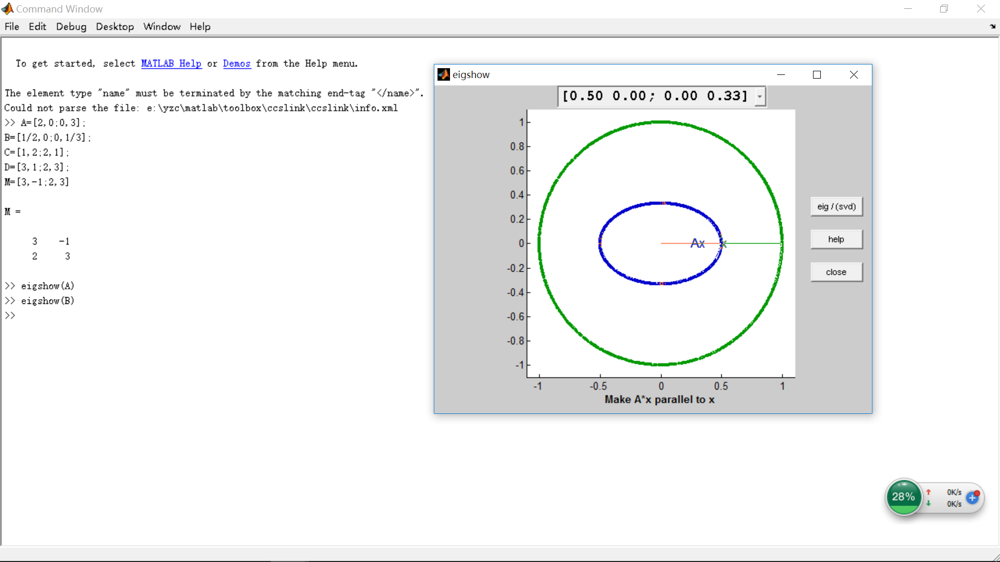 Command Window
File Edit Debug Desktop Window Help
To get started, select MATLAB Help or Demos from the Help menu.
The element type "name" must be terminated by the matching end-tag "</name>".
Could not parse the file: e:\yzc\matlab\toolbox\ccslink\ccslink\info.xml
>> A=[2,0;0,3];
B=[1/2,0;0,1/3];
C=[1,2;2,1];
D=[3,1;2,3];
M=[3,-1;2,3]
M =
3 -1
2 3
>> eigshow(A)
>> eigshow(B)
>>
eigshow
[0.50 0.00; 0.00 0.33]
1
0.8
0.6
0.4
0.2
0
-0.2
-0.4
-0.6
-0.8
-1
Ax x
-1 -0.5 0 0.5 1
Make A*x parallel to x
eig / (svd)
help
close
28%
0K/s
0K/s